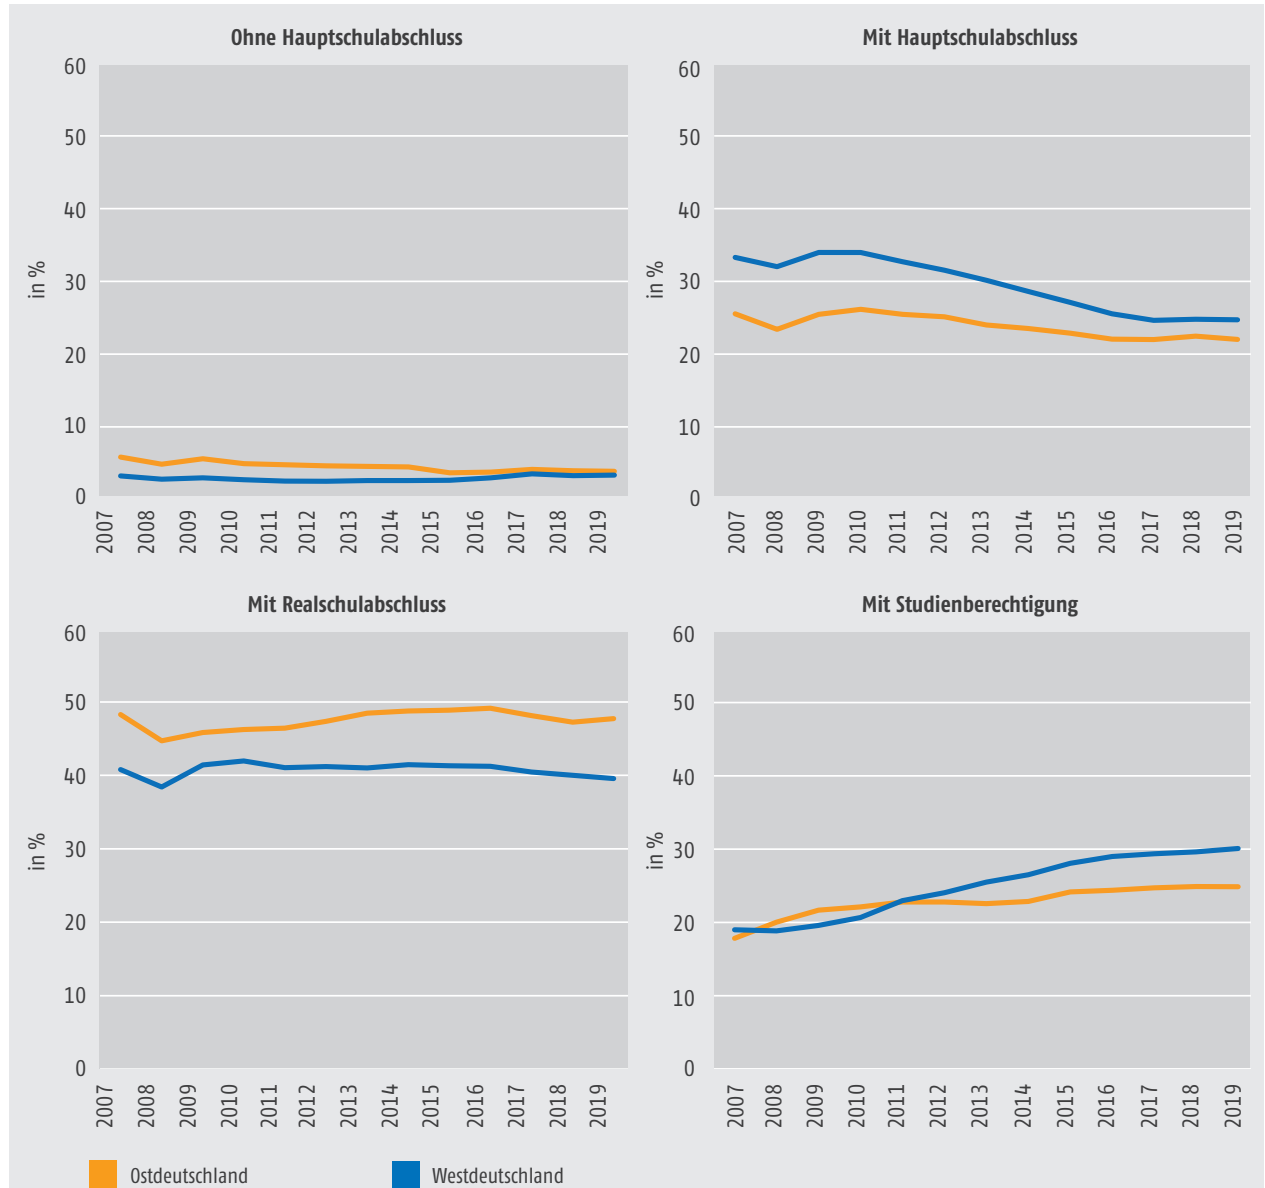 Ohne Hauptschulabschluss
60
50
40
30
20
10
0
in %
2007 2008 2009 2010 2011 2012 2013 2014 2015 2016 2017 2018 2019
Mit Hauptschulabschluss
60
50
40
30
20
10
0
in %
2007 2008 2009 2010 2011 2012 2013 2014 2015 2016 2017 2018 2019
Mit Realschulabschluss
60
50
40
30
20
10
0
in %
2007 2008 2009 2010 2011 2012 2013 2014 2015 2016 2017 2018 2019
Mit Studienberechtigung
60
50
40
30
20
10
0
in %
2007 2008 2009 2010 2011 2012 2013 2014 2015 2016 2017 2018 2019
Ostdeutschland Westdeutschland